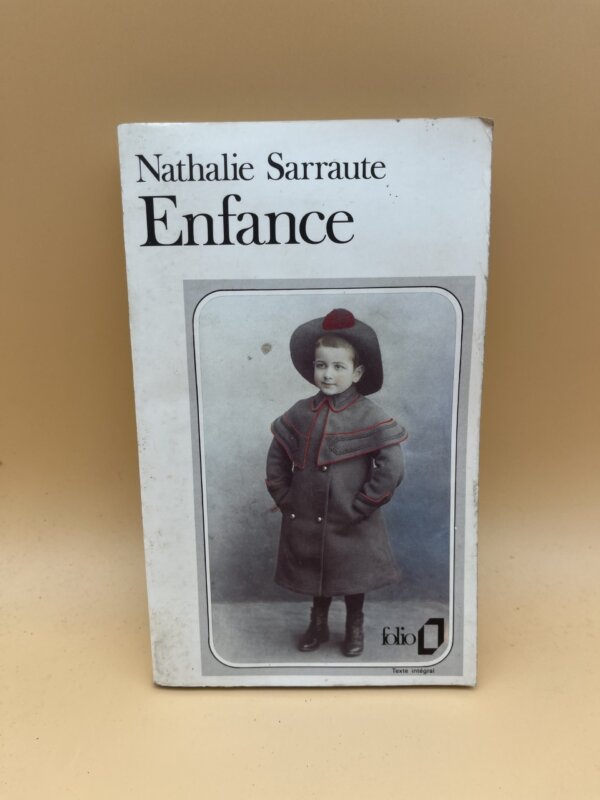 Nathalie Sarraute
Enfance
folio
Texte intégral